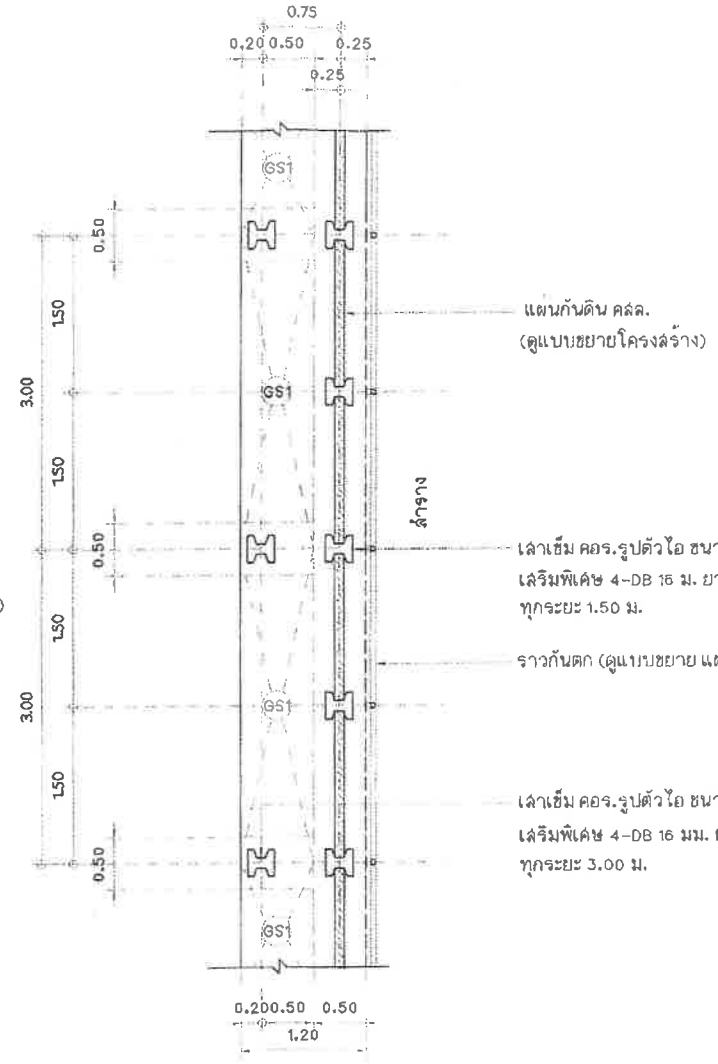 0.75
0.20 0.50 0.25
0.25
GS1
0.50
1.50
แผ่นกันดิน คสล.
(ดูแบบขยายโครงสร้าง)
3.00
GS1
1.50
ลำราง
0.50
เสาเข็ม คอร.รูปตัวไอ ขนา
เสริมพิเศษ 4-DB 16 ม. ยา
ทุกระยะ 1.50 ม.
1.50
ราวกันตก (ดูแบบขยาย แผ
3.00
GS1
1.50
เสาเข็ม คอร.รูปตัวไอ ขนา
เสริมพิเศษ 4-DB 16 มม.
ทุกระยะ 3.00 ม.
0.50
GS1
0.20 0.50 0.50
1.20